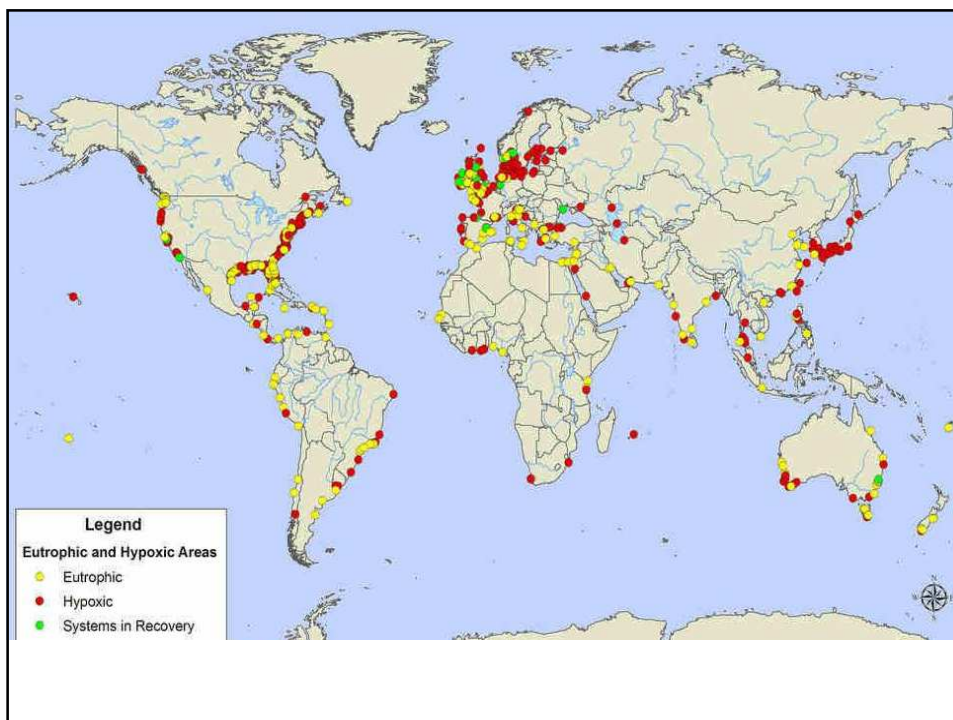 Legend
Eutrophic and Hypoxic Areas
Eutrophic
Hypoxic
Systems in Recovery
N